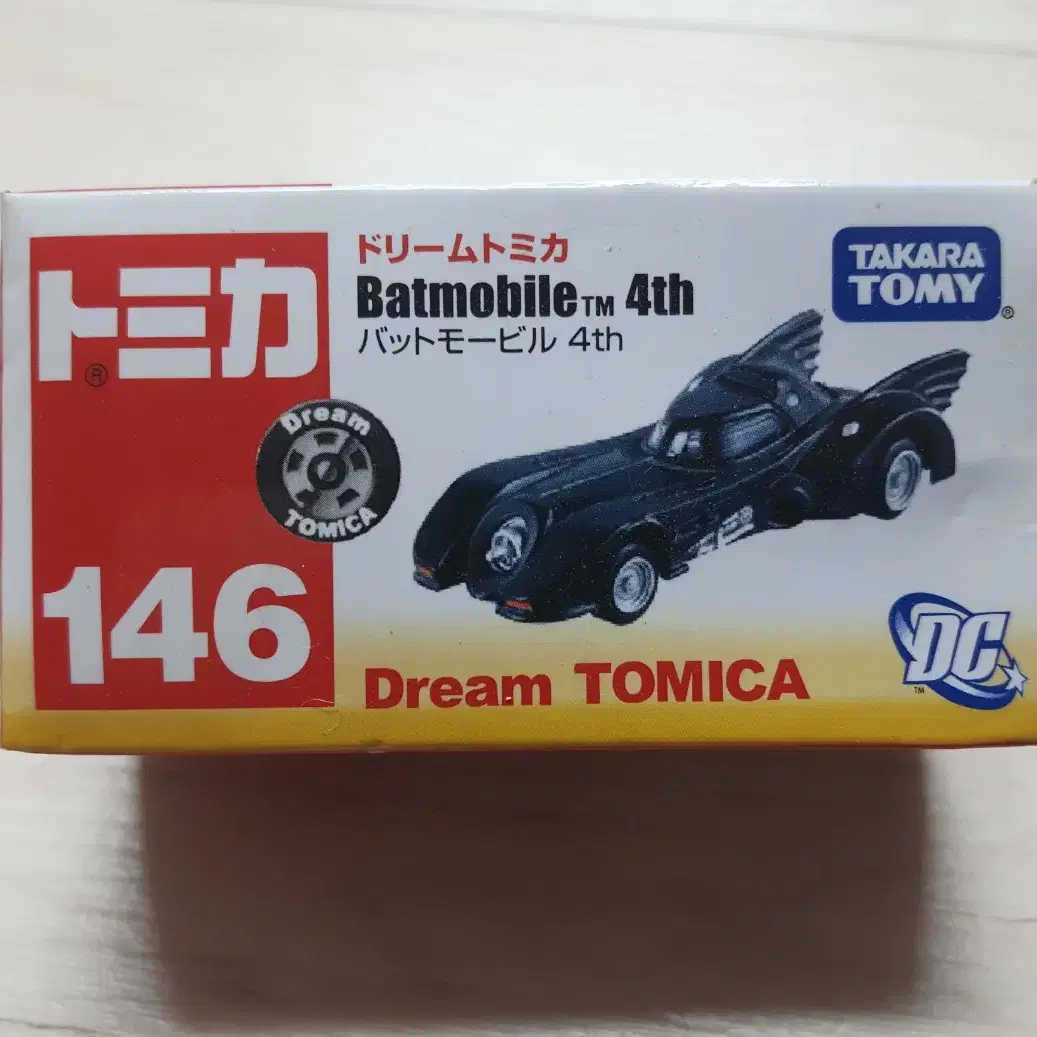 トミカ
®
Dream
TOMICA
146
ドリームトミカ
Batmobile™ 4th
バットモービル 4th
TAKARA
TOMY
®
Dream TOMICA
DC
™